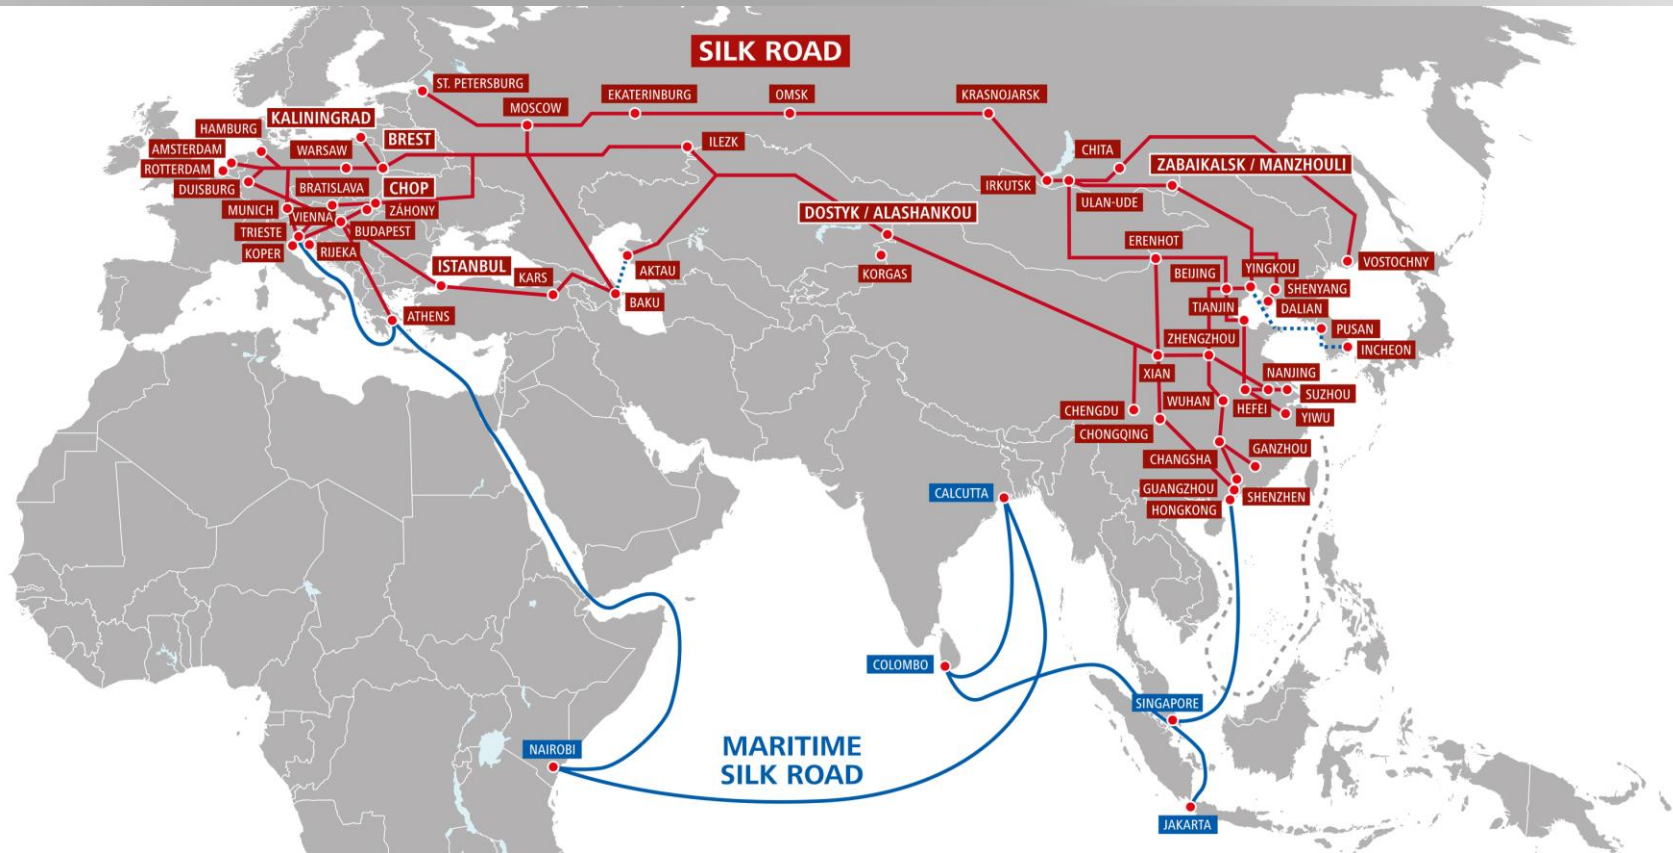 SILK ROAD
ST. PETERSBURG
MOSCOW
EKATERINBURG
OMSK
KRASNOJARSK
KALININGRAD
HAMBURG
BREST
AMSTERDAM
WARSAW
ILEZK
CHITA
ROTTERDAM
ZABAIKALSK / MANZHOULI
DUISBURG
BRATISLAVA
CHOP
IRKUTSK
ULAN-UDE
MUNICH
VIENNA
ZÁHONY
DOSTYK / ALASHANKOU
TRIESTE
BUDAPEST
ERENHOT
KOPER
RIJEKA
ISTANBUL
KARS
AKTAU
KORGAS
BEIJING
YINGKOU
VOSTOCHNY
SHENYANG
BAKU
TIANJIN
DALIAN
ATHENS
PUSAN
ZHENGZHOU
INCHEON
XIAN
NANJING
WUHAN
HEFEI
SUZHOU
CHENGDU
YIWU
CHONGQING
CHANGSHA
GANZHOU
GUANGZHOU
SHENZHEN
HONGKONG
CALCUTTA
COLOMBO
SINGAPORE
NAIROBI
MARITIME
SILK ROAD
JAKARTA